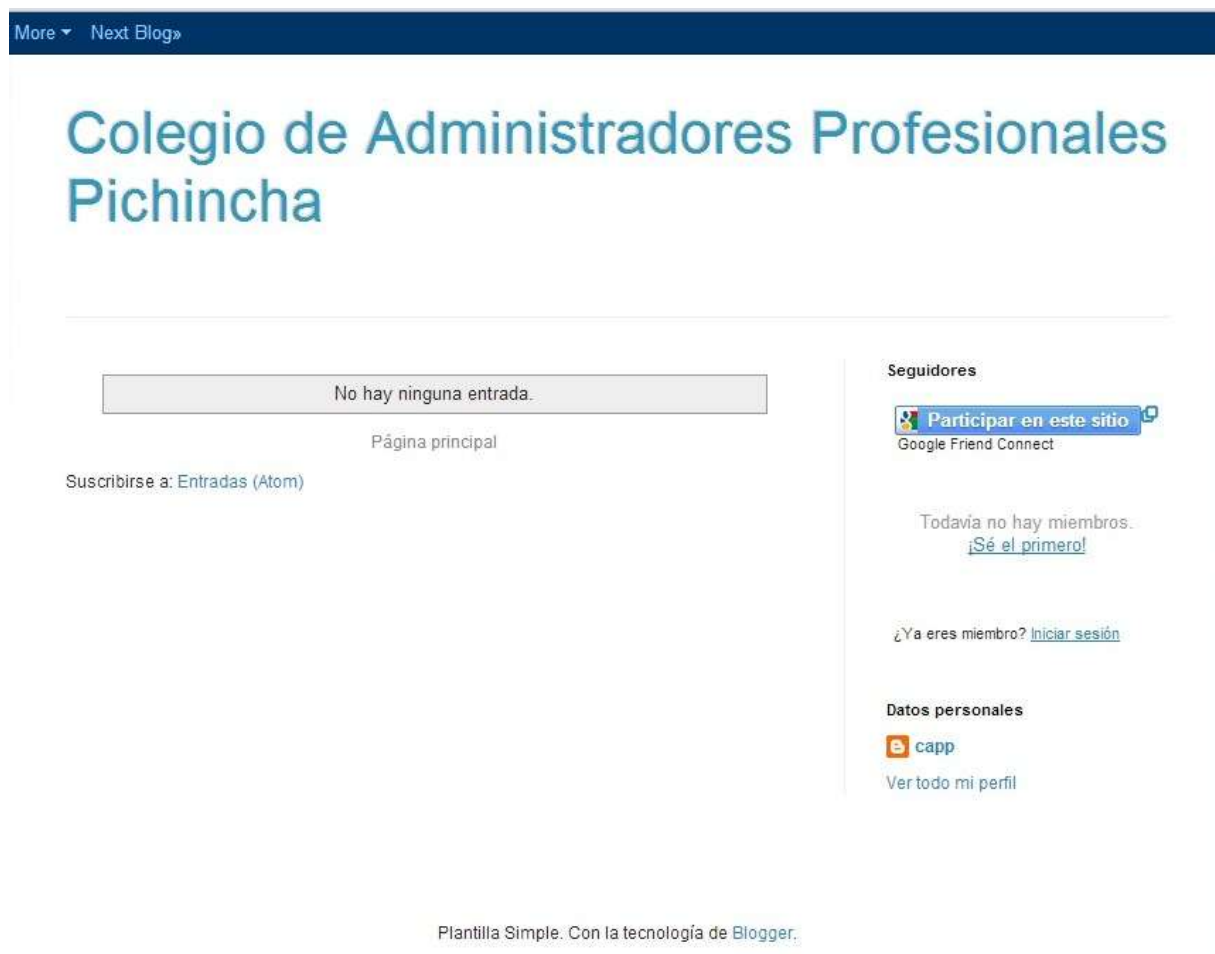 More Next Blog»
Colegio de Administradores Profesionales
Pichincha
No hay ninguna entrada.
Página principal
Suscribirse a: Entradas (Atom)
Seguidores
Participar en este sitio
Google Friend Connect
Todavía no hay miembros.
¡Sé el primero!
¿Ya eres miembro? Iniciar sesión
Datos personales
capp
Ver todo mi perfil
Plantilla Simple. Con la tecnología de Blogger.